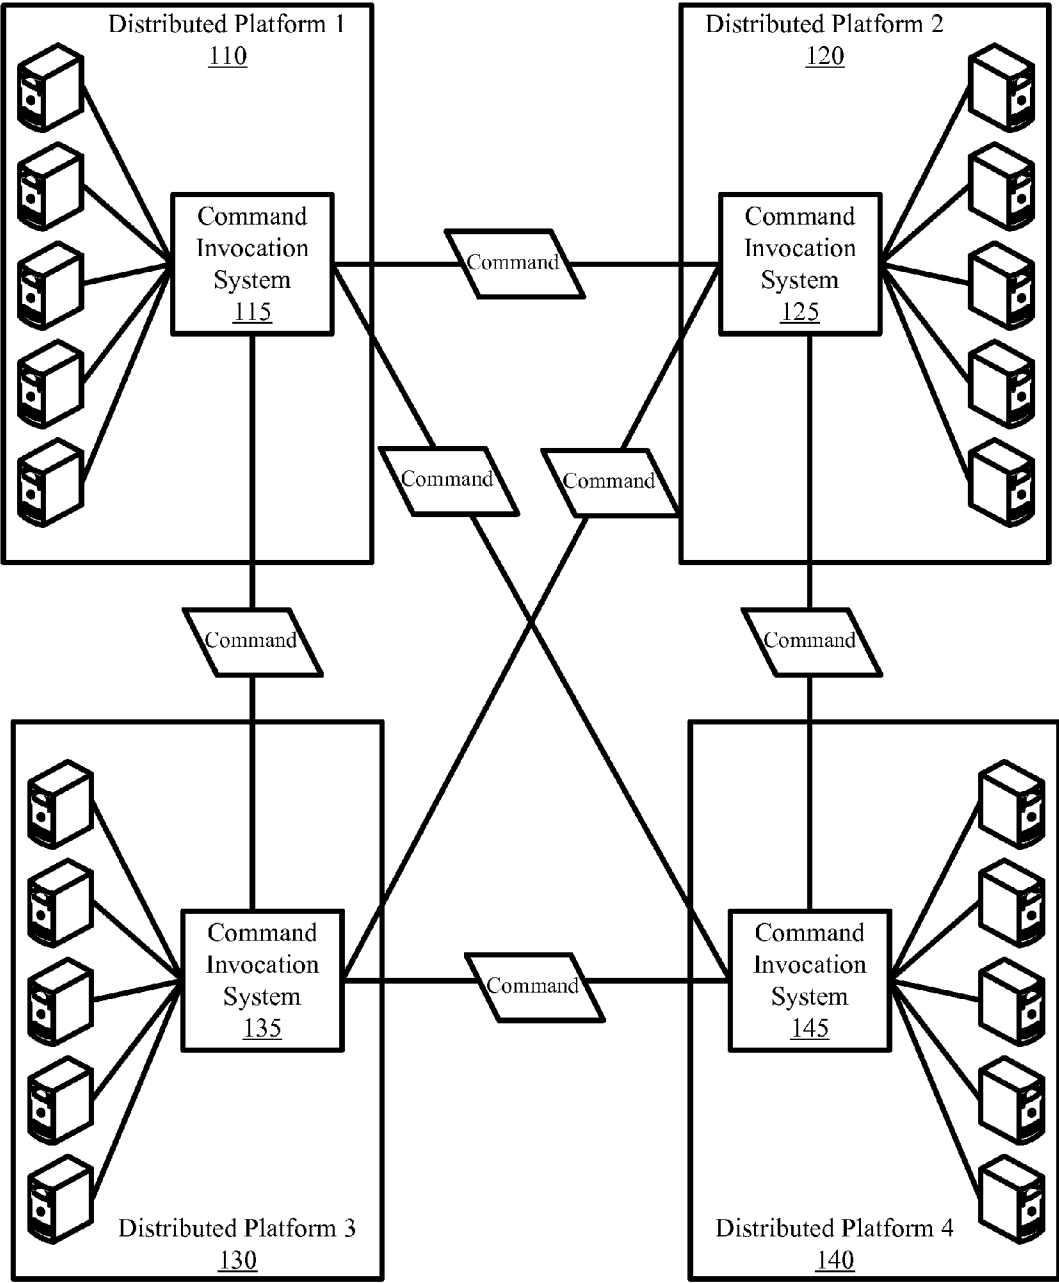 Distributed Platform 1
110
Distributed Platform 2
120
Command
Invocation
System
115
Command
Command
Invocation
System
125
Command
Command
Command
Command
Command
Invocation
System
135
Command
Command
Invocation
System
145
Distributed Platform 3
130
Distributed Platform 4
140